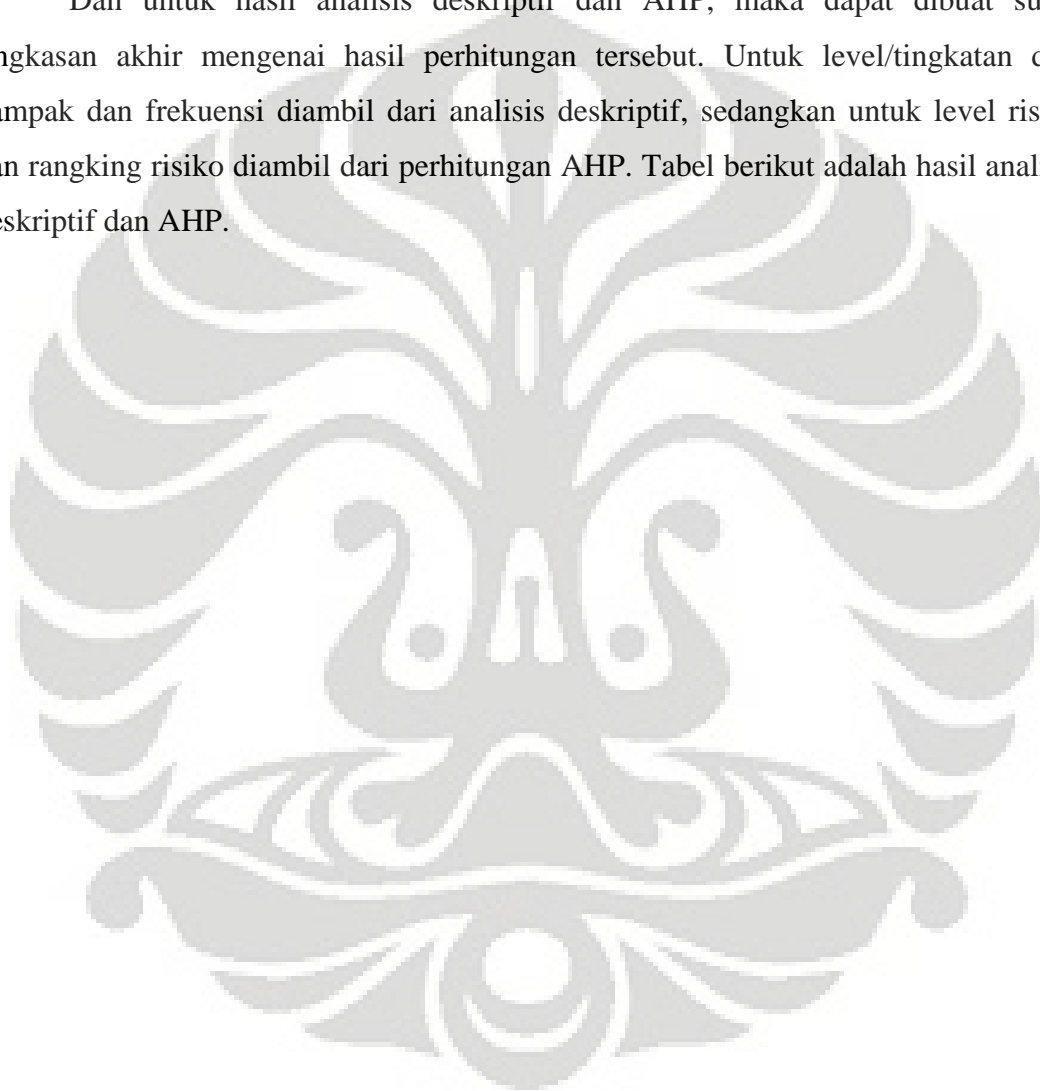 Dan untuk hasil analisis deskriptif dan AHP, maka dapat dibuat su
ngkasan akhir mengenai hasil perhitungan tersebut. Untuk level/tingkatan d
ampak dan frekuensi diambil dari analisis deskriptif, sedangkan untuk level ris
an rangking risiko diambil dari perhitungan AHP. Tabel berikut adalah hasil anali
eskriptif dan AHP.